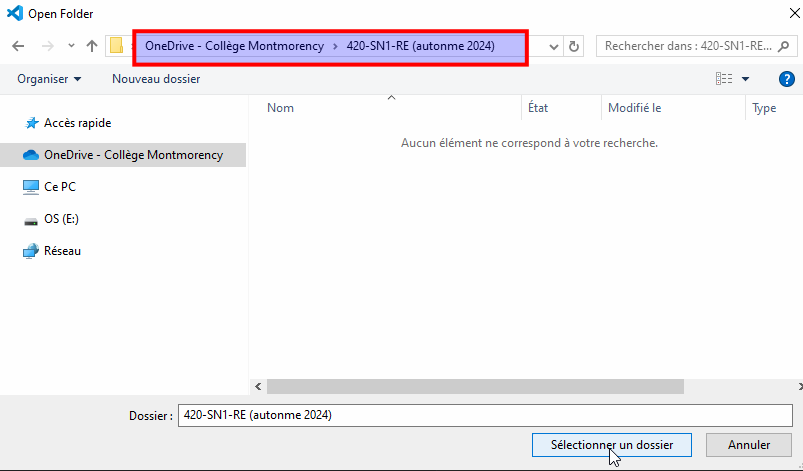 Open Folder
OneDrive - Collège Montmorency > 420-SN1-RE (autonme 2024)
Rechercher dans : 420-SN1-RE...
Organiser
Nouveau dossier
?
Nom
État
Modifié le
Type
Accès rapide
Aucun élément ne correspond à votre recherche.
OneDrive - Collège Montmorency
Ce PC
OS (E:)
Réseau
Dossier : 420-SN1-RE (autonme 2024)
Sélectionner un dossier
Annuler